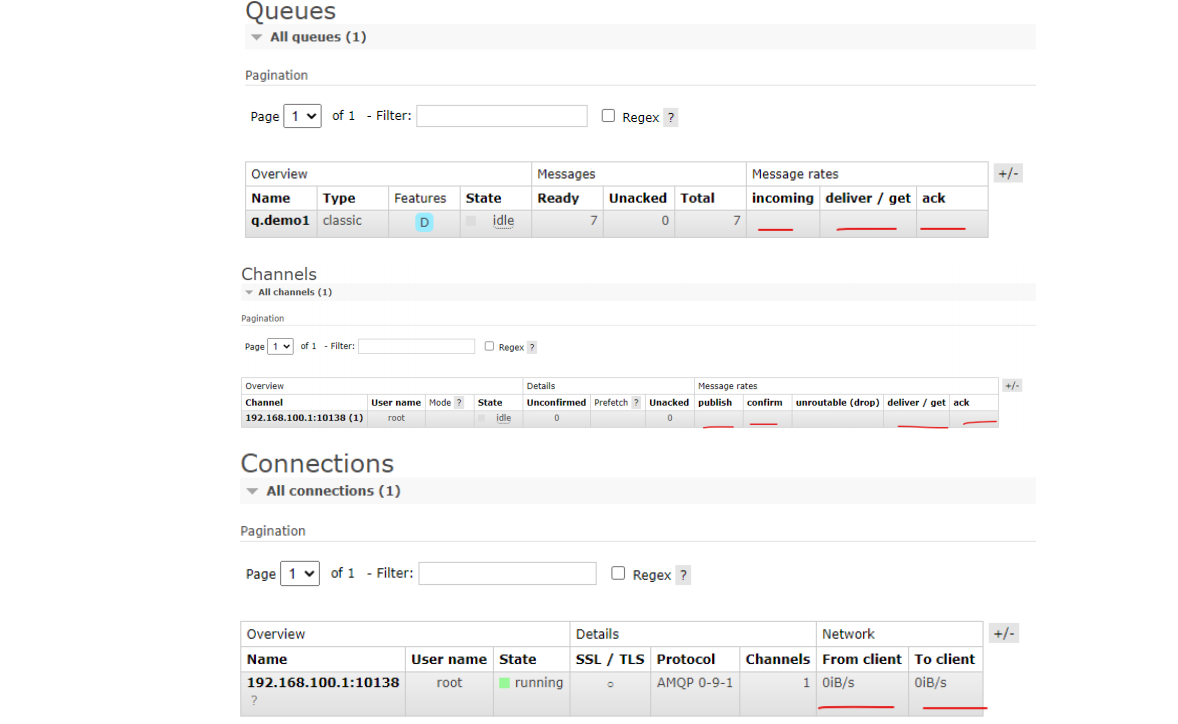 Queues
All queues (1)
Pagination
Page 1 of 1 - Filter: Regex ?
Overview Messages Message rates +/-
Name Type Features State Ready Unacked Total incoming deliver / get ack
q.demo1 classic D idle 7 0 7
Channels
All channels (1)
Pagination
Page 1 of 1 - Filter: Regex ?
Overview Details Message rates +/-
Channel User name Mode ? State Unconfirmed Prefetch ? Unacked publish confirm unroutable (drop) deliver / get ack
192.168.100.1:10138 (1) root idle 0 0
Connections
All connections (1)
Pagination
Page 1 of 1 - Filter: Regex ?
Overview Details Network +/-
Name User name State SSL / TLS Protocol Channels From client To client
192.168.100.1:10138 root running ○ AMQP 0-9-1 1 0iB/s 0iB/s
?